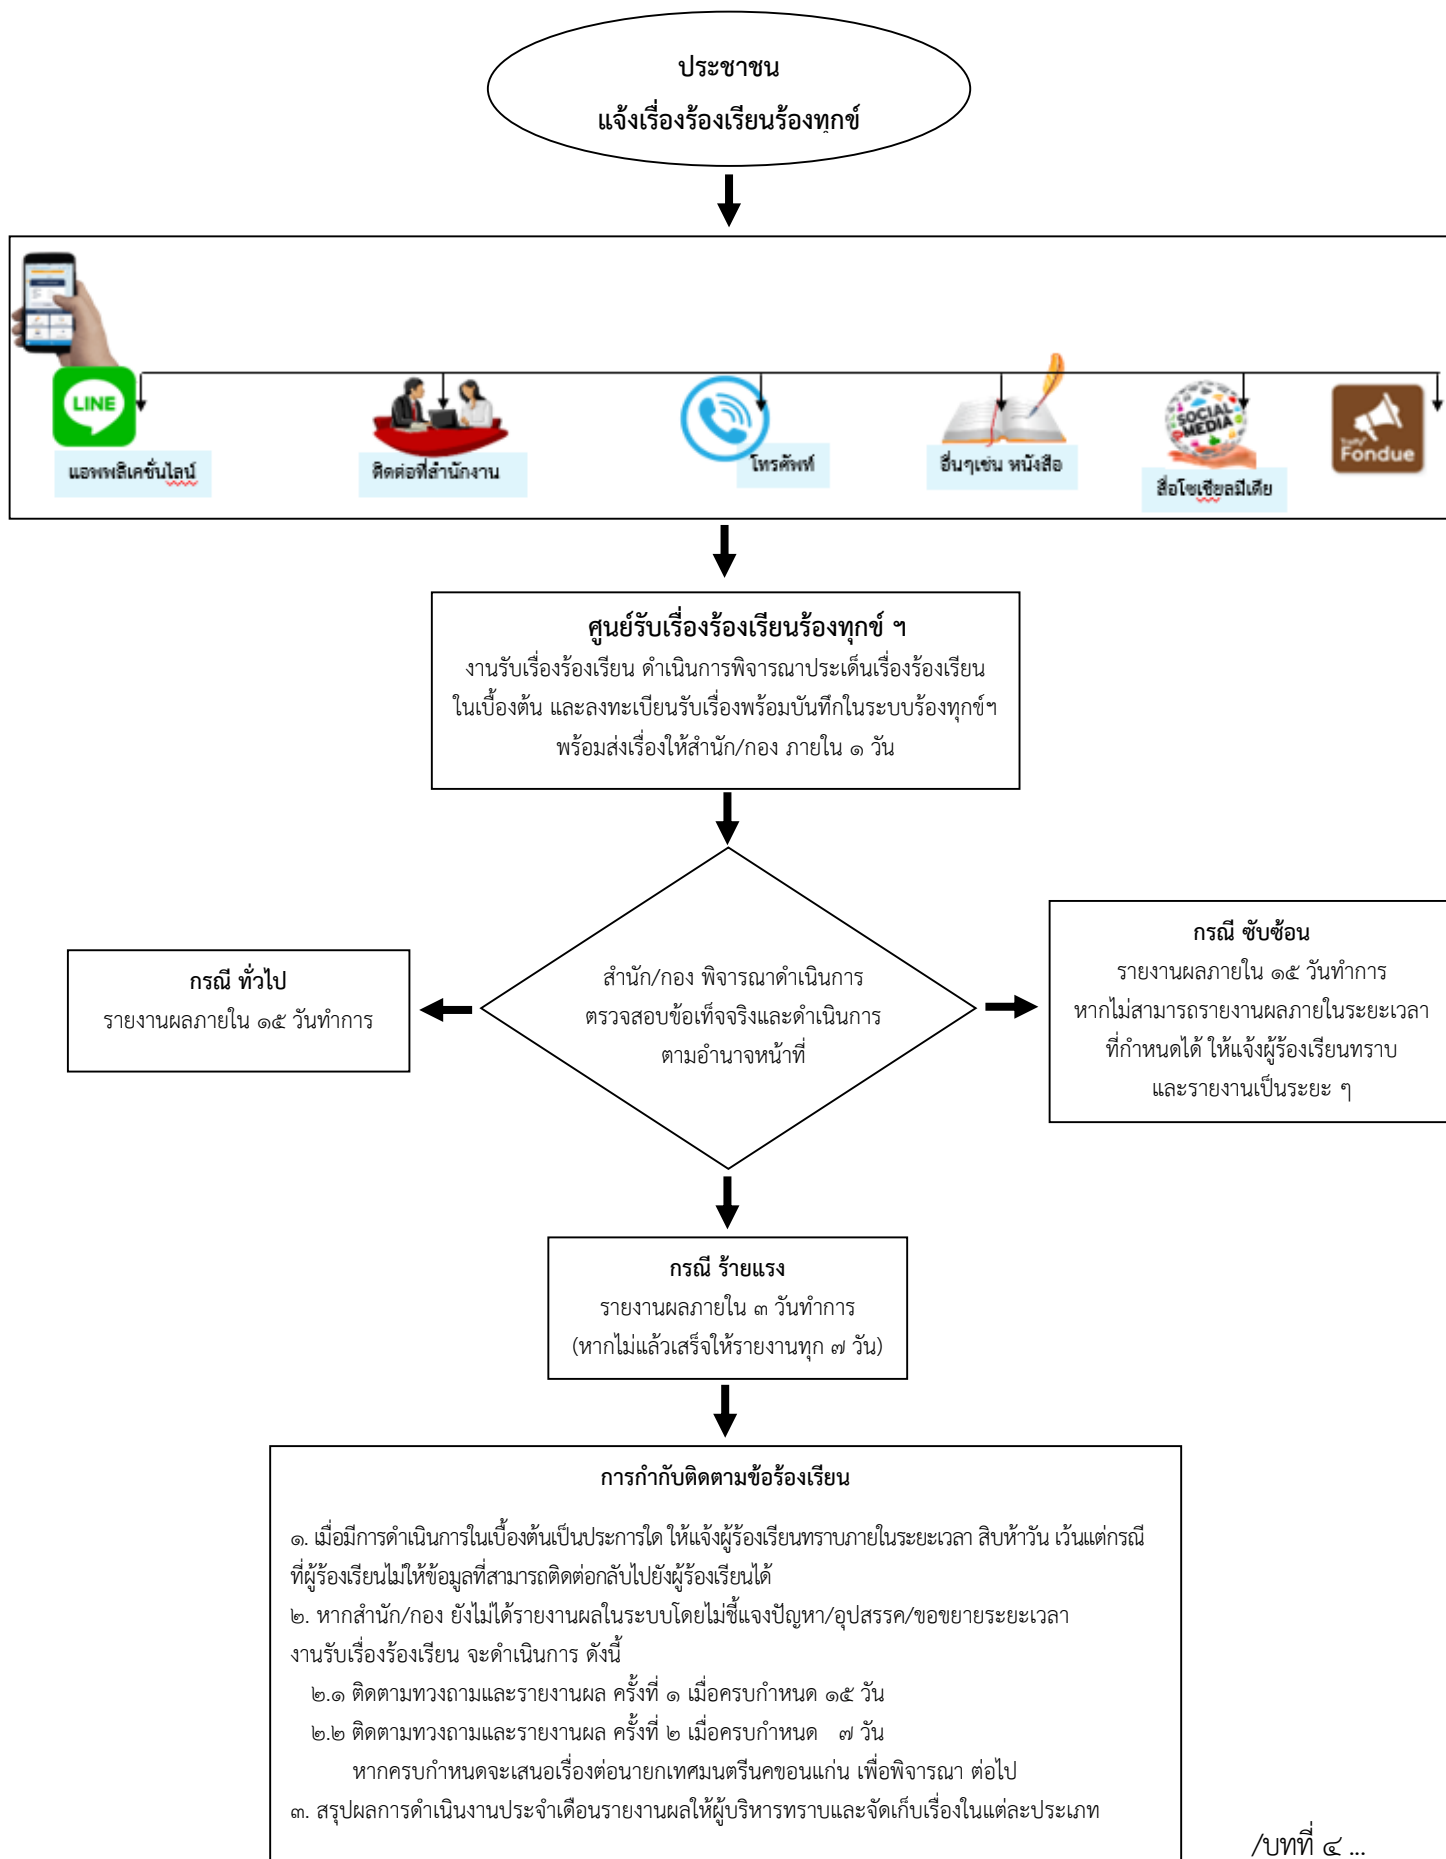 ประชาชน
แจ้งเรื่องร้องเรียนร้องทุกข์
LINE
แอพพลิเคชั่นไลน์
ติดต่อที่สำนักงาน
โทรศัพท์
อื่นๆเช่น หนังสือ
SOCIAL
MEDIA
สื่อโซเชียลมีเดีย
Fondue
ศูนย์รับเรื่องร้องเรียนร้องทุกข์ ฯ
งานรับเรื่องร้องเรียน ดำเนินการพิจารณาประเด็นเรื่องร้องเรียน
ในเบื้องต้น และลงทะเบียนรับเรื่องพร้อมบันทึกในระบบร้องทุกข์ฯ
พร้อมส่งเรื่องให้สำนัก/กอง ภายใน ๑ วัน
กรณี ทั่วไป
รายงานผลภายใน ๑๕ วันทำการ
สำนัก/กอง พิจารณาดำเนินการ
ตรวจสอบข้อเท็จจริงและดำเนินการ
ตามอำนาจหน้าที่
กรณี ซับซ้อน
รายงานผลภายใน ๑๕ วันทำการ
หากไม่สามารถรายงานผลภายในระยะเวลา
ที่กำหนดได้ ให้แจ้งผู้ร้องเรียนทราบ
และรายงานเป็นระยะ ๆ
กรณี ร้ายแรง
รายงานผลภายใน ๓ วันทำการ
(หากไม่แล้วเสร็จให้รายงานทุก ๗ วัน)
การกำกับติดตามข้อร้องเรียน
๑. เมื่อมีการดำเนินการในเบื้องต้นเป็นประการใด ให้แจ้งผู้ร้องเรียนทราบภายในระยะเวลา สิบห้าวัน เว้นแต่กรณี
ที่ผู้ร้องเรียนไม่ให้ข้อมูลที่สามารถติดต่อกลับไปยังผู้ร้องเรียนได้
๒. หากสำนัก/กอง ยังไม่ได้รายงานผลในระบบโดยไม่ชี้แจงปัญหา/อุปสรรค/ขอขยายระยะเวลา
งานรับเรื่องร้องเรียน จะดำเนินการ ดังนี้
๒.๑ ติดตามทวงถามและรายงานผล ครั้งที่ ๑ เมื่อครบกำหนด ๑๕ วัน
๒.๒ ติดตามทวงถามและรายงานผล ครั้งที่ ๒ เมื่อครบกำหนด ๗ วัน
หากครบกำหนดจะเสนอเรื่องต่อนายกเทศมนตรีนคขอนแก่น เพื่อพิจารณา ต่อไป
๓. สรุปผลการดำเนินงานประจำเดือนรายงานผลให้ผู้บริหารทราบและจัดเก็บเรื่องในแต่ละประเภท
/บทที่ ๔ ...